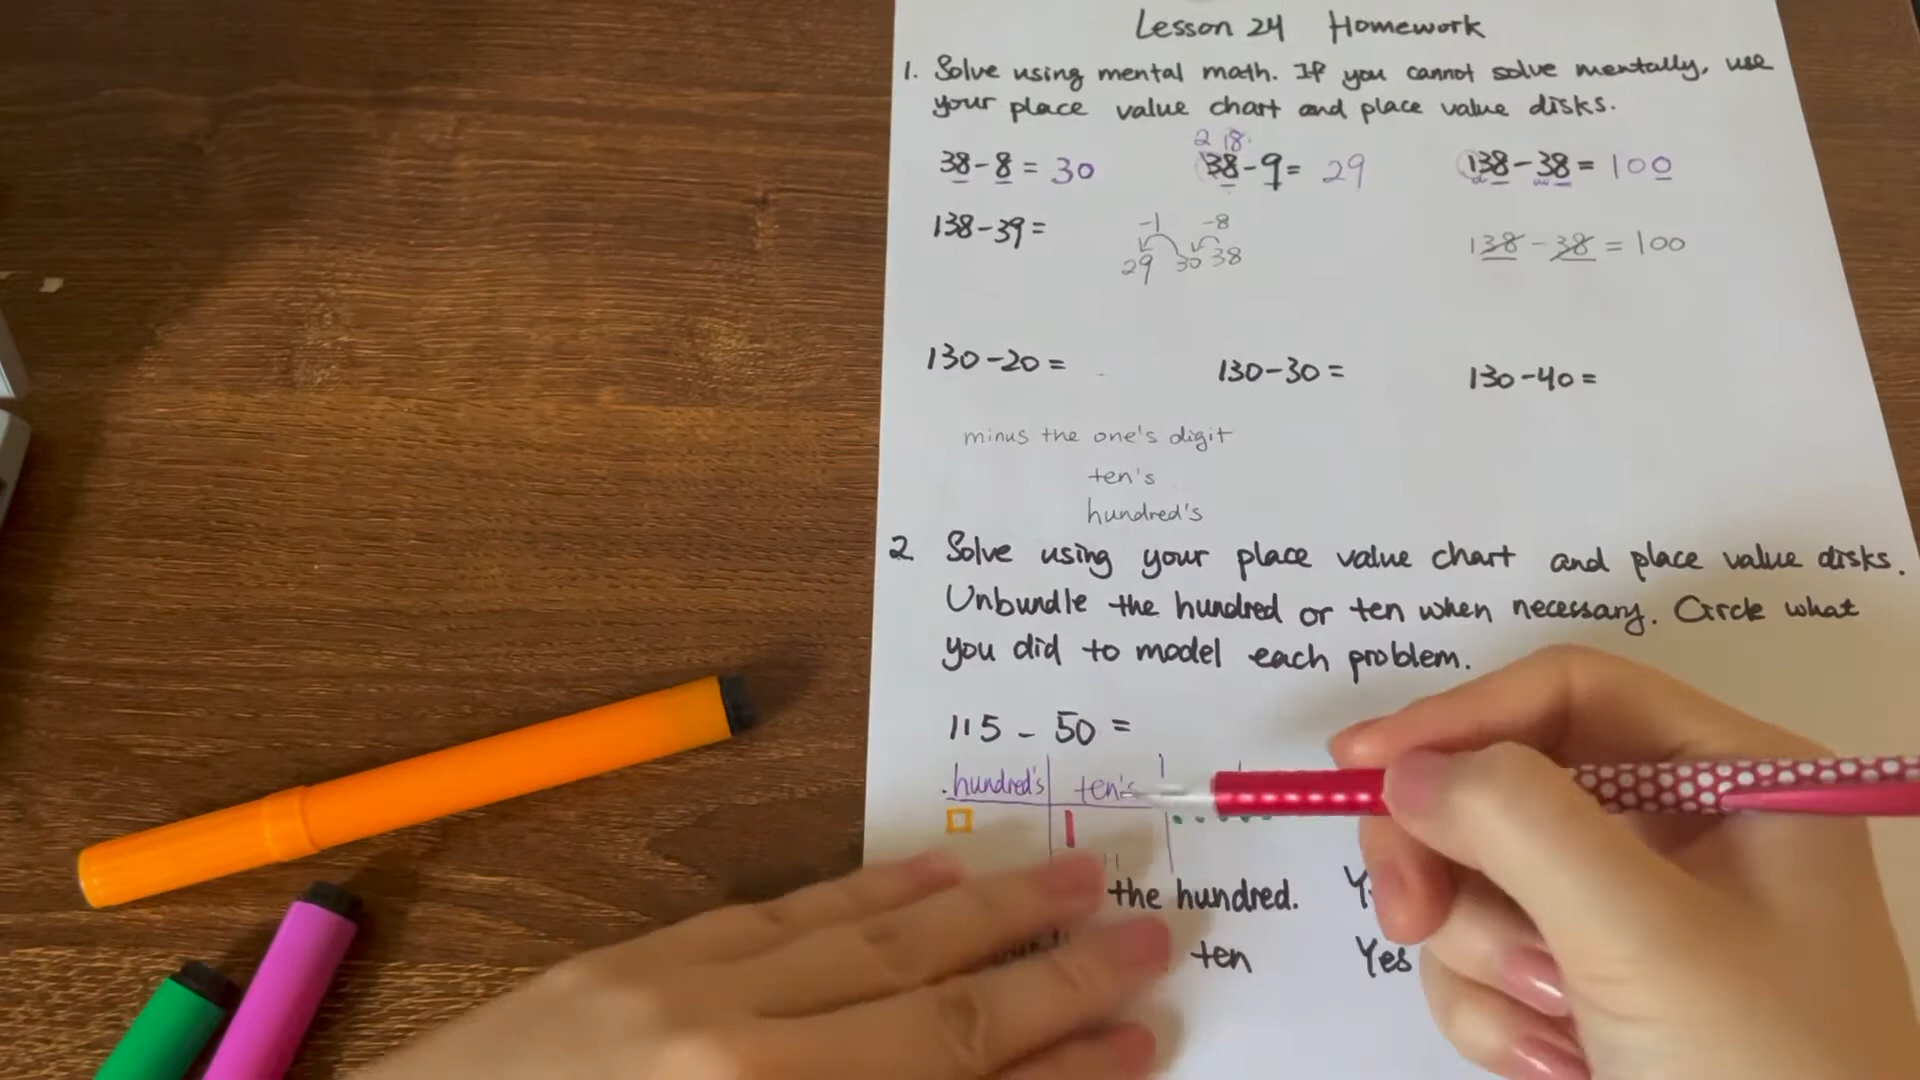 Lesson 24 Homework
1. Solve using mental math. If you cannot solve mentally, use
your place value chart and place value disks.
2 18
38-8 = 30 38-9= 29 138-38= 100
138-39=
-1 -8
29 30 38
138-38 = 100
130-20= 130-30= 130-40=
minus the one's digit
ten's
hundred's
2 Solve using your place value chart and place value disks.
Unbundle the hundred or ten when necessary. Circle what
you did to model each problem.
115 - 50 =
hundred's ten's
the hundred.
ten Yes